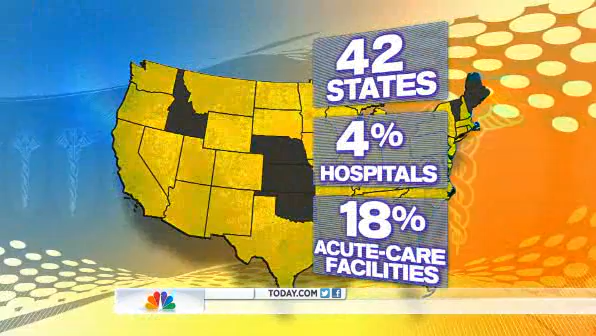 42
STATES
4%
HOSPITALS
18%
ACUTE-CARE
FACILITIES
TODAY.COM